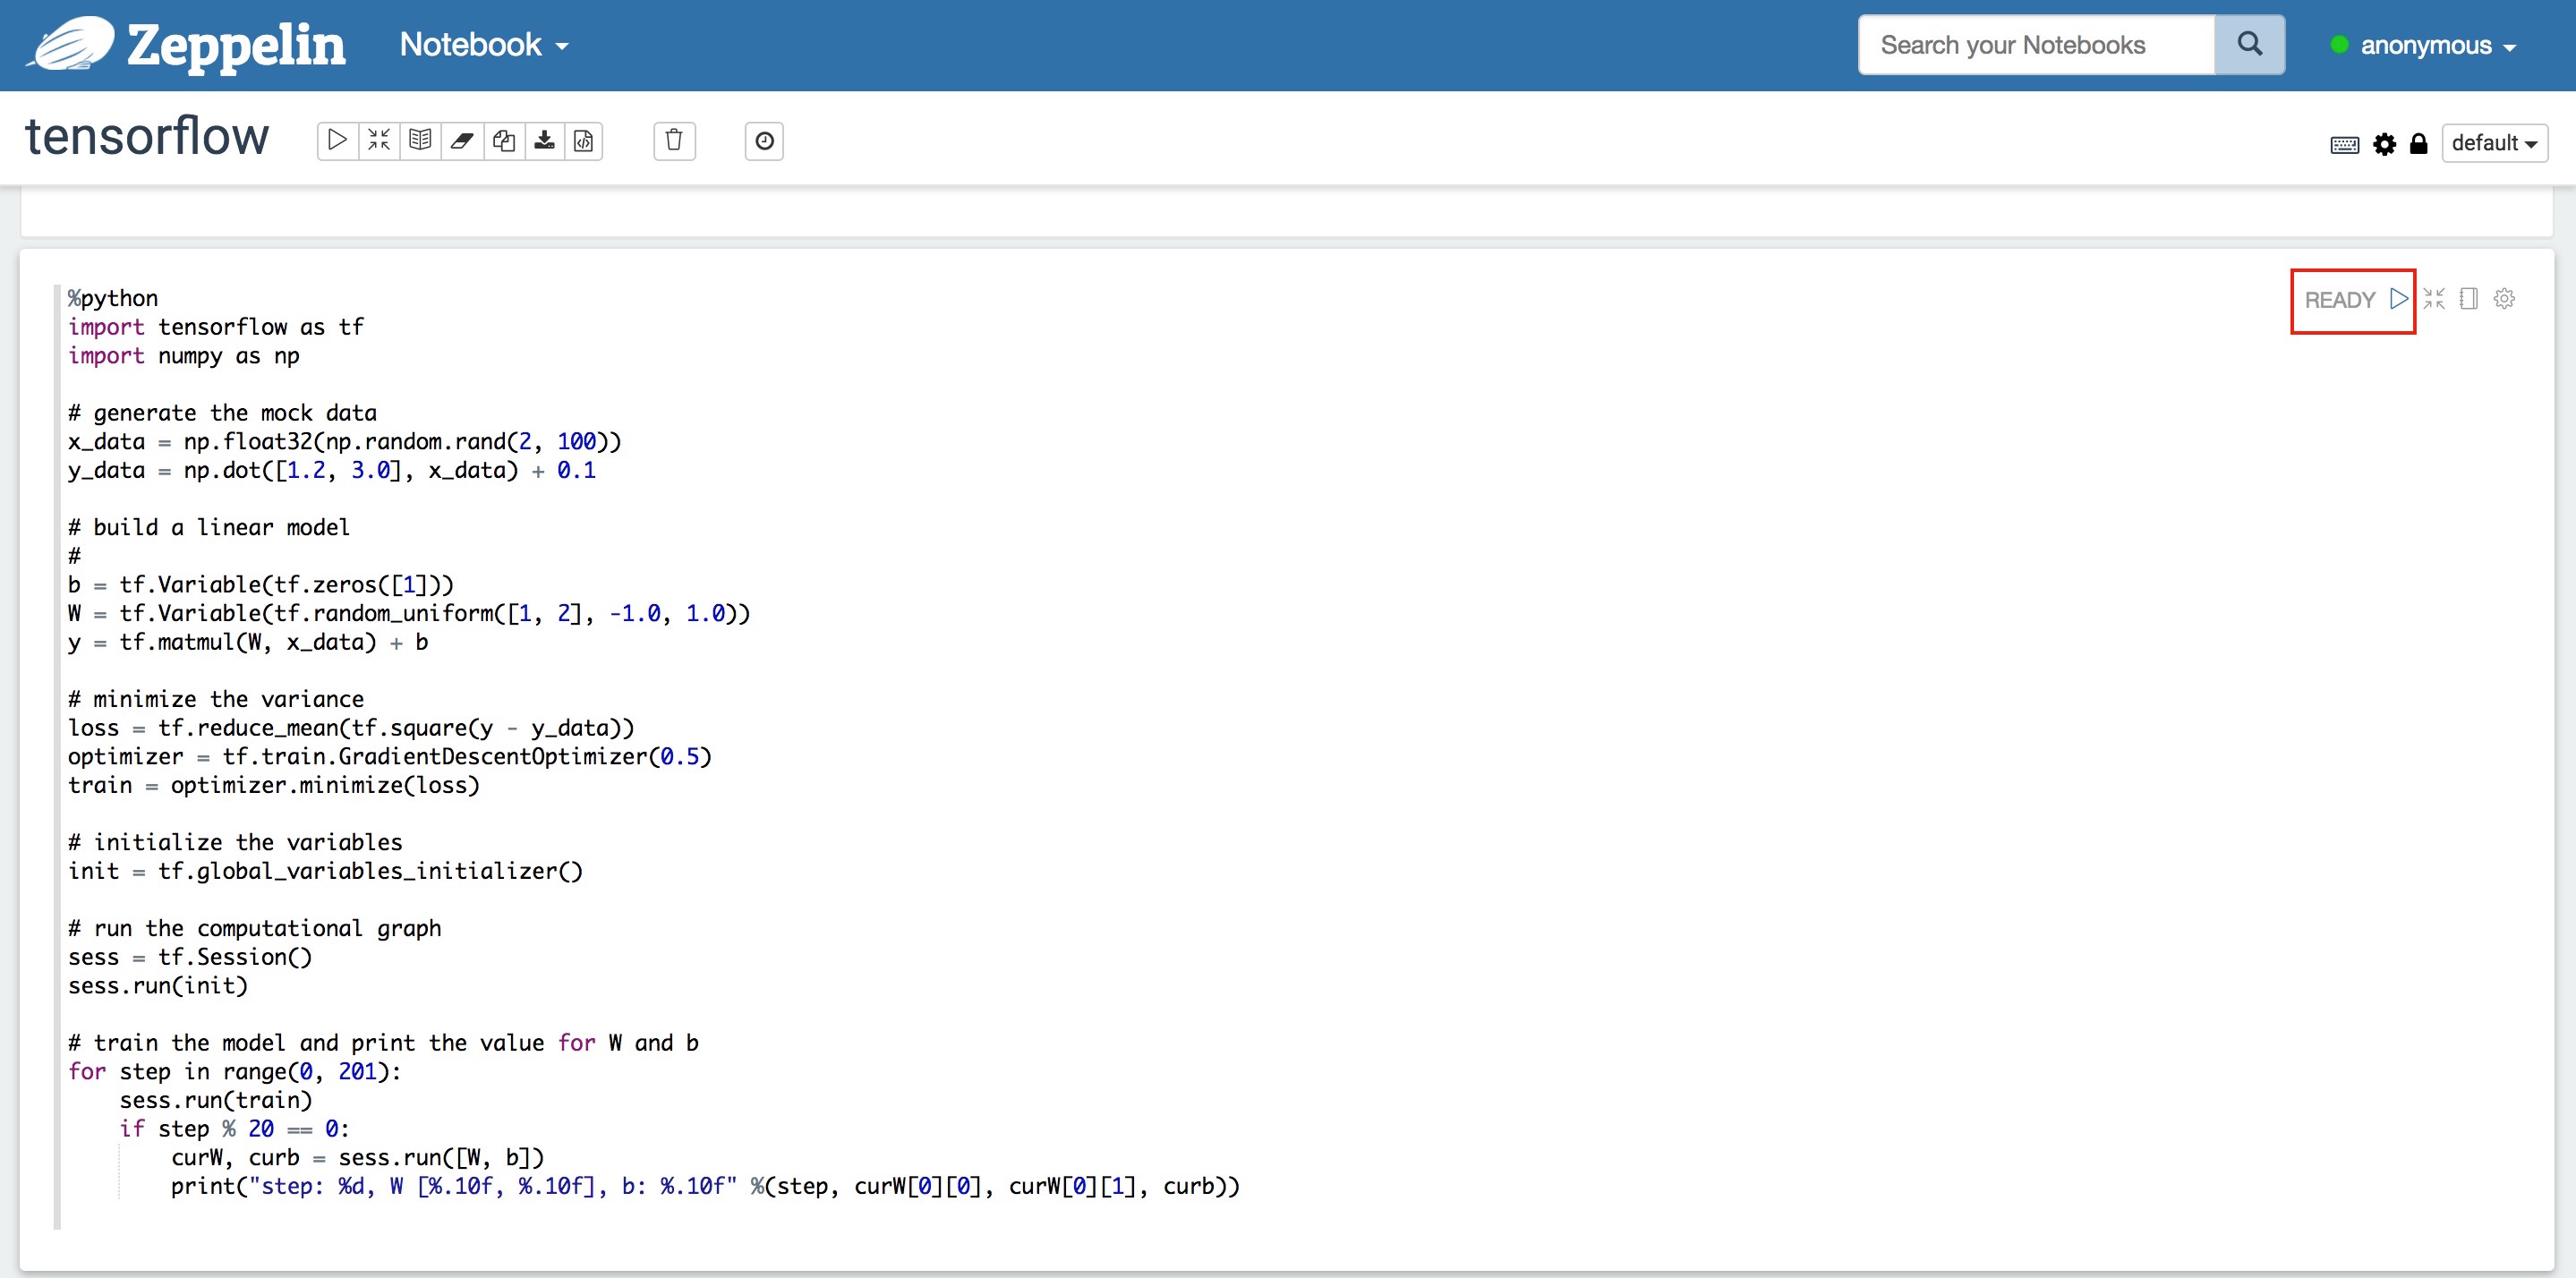 Zeppelin Notebook Search your Notebooks anonymous
tensorflow default
READY
%python
import tensorflow as tf
import numpy as np

# generate the mock data
x_data = np.float32(np.random.rand(2, 100))
y_data = np.dot([1.2, 3.0], x_data) + 0.1

# build a linear model
#
b = tf.Variable(tf.zeros([1]))
W = tf.Variable(tf.random_uniform([1, 2], -1.0, 1.0))
y = tf.matmul(W, x_data) + b

# minimize the variance
loss = tf.reduce_mean(tf.square(y - y_data))
optimizer = tf.train.GradientDescentOptimizer(0.5)
train = optimizer.minimize(loss)

# initialize the variables
init = tf.global_variables_initializer()

# run the computational graph
sess = tf.Session()
sess.run(init)

# train the model and print the value for W and b
for step in range(0, 201):
    sess.run(train)
    if step % 20 == 0:
        curW, curb = sess.run([W, b])
        print("step: %d, W [%.10f, %.10f], b: %.10f" %(step, curW[0][0], curW[0][1], curb))